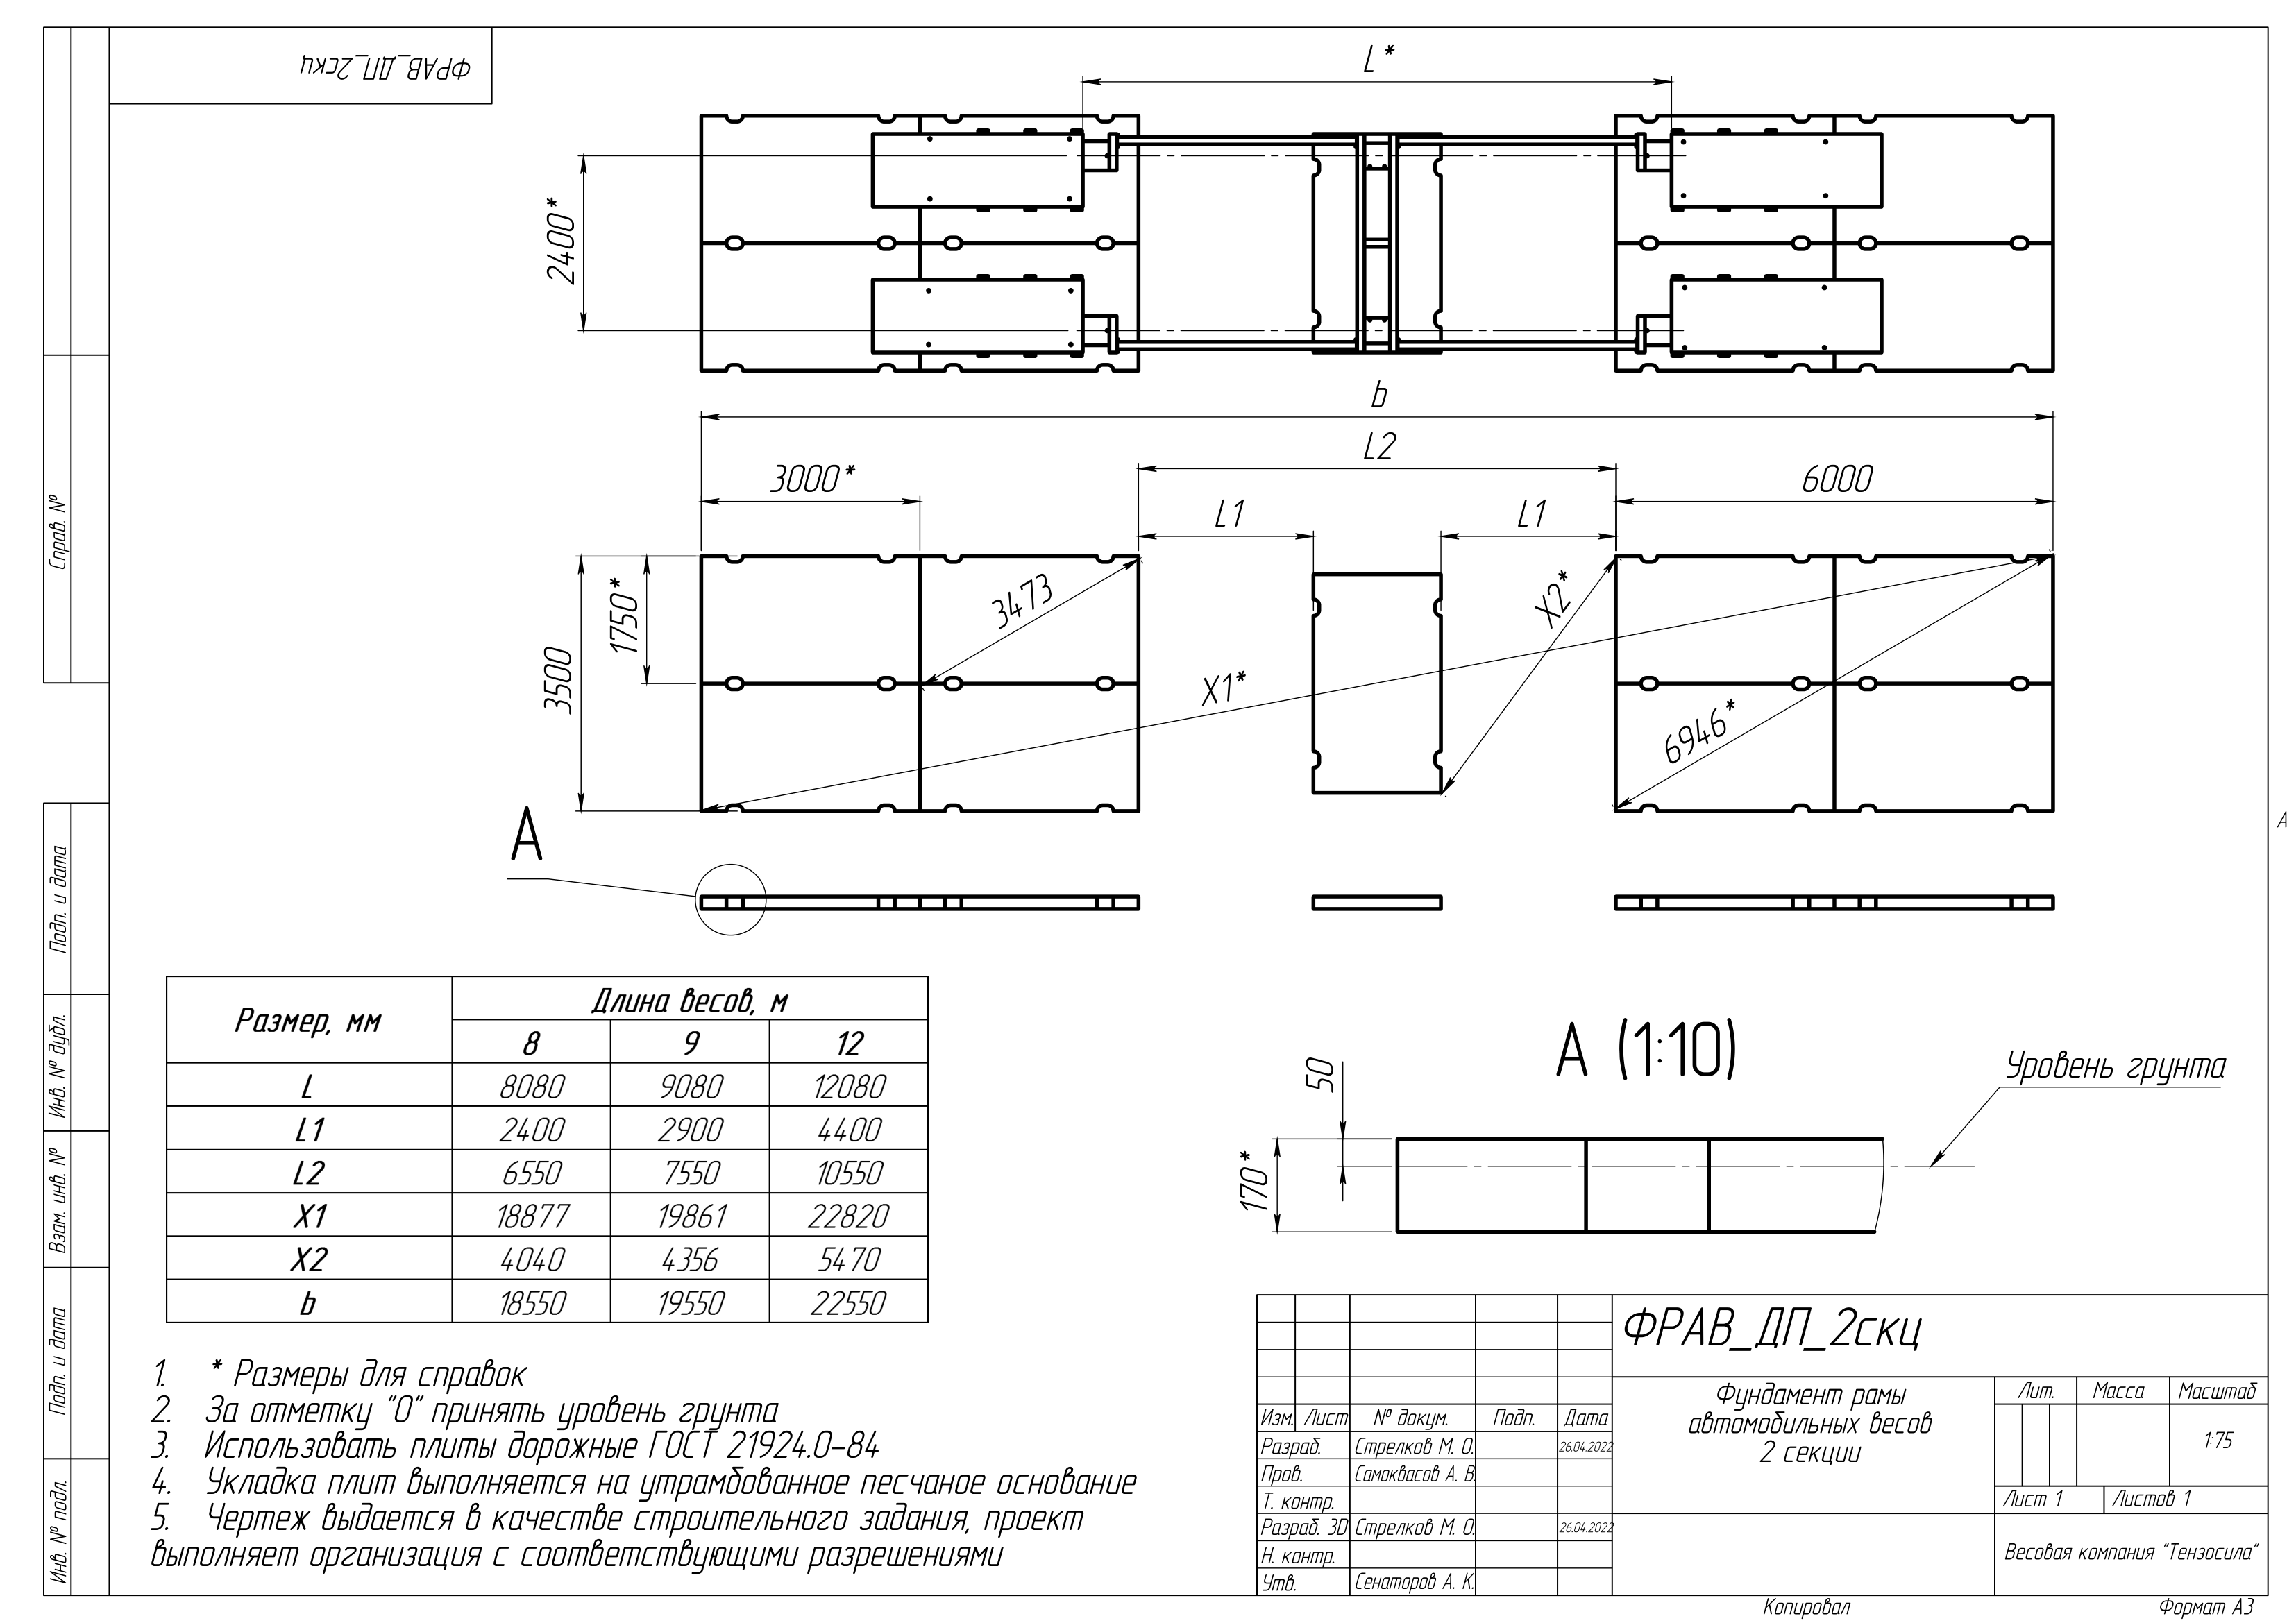 ФРАВ_ДП_2скц
L*
2400*
b
L2
3000*
6000
L1
L1
3500
1750*
3473
X2*
X1*
6946*
А
А
Справ. №
Подп. и дата
Инв. № дубл.
Взам. инв. №
Подп. и дата
Инв. № подл.
Размер, мм
Длина весов, м
8 9 12
L 8080 9080 12080
L1 2400 2900 4400
L2 6550 7550 10550
X1 18877 19861 22820
X2 4040 4356 5470
b 18550 19550 22550
А (1:10)
50
170*
Уровень грунта
1. * Размеры для справок
2. За отметку "0" принять уровень грунта
3. Использовать плиты дорожные ГОСТ 21924.0-84
4. Укладка плит выполняется на утрамбованное песчаное основание
5. Чертеж выдается в качестве строительного задания, проект
выполняет организация с соответствующими разрешениями
ФРАВ_ДП_2скц
Изм. Лист № докум. Подп. Дата
Разраб. Стрелков М. О. 26.04.2022
Пров. Самоквасов А. В.
Т. контр.
Разраб. 3D Стрелков М. О. 26.04.2022
Н. контр.
Утв. Сенаторов А. К.
Фундамент рамы
автомобильных весов
2 секции
Лит. Масса Масштаб
1:75
Лист 1 Листов 1
Весовая компания "Тензосила"
Копировал Формат А3